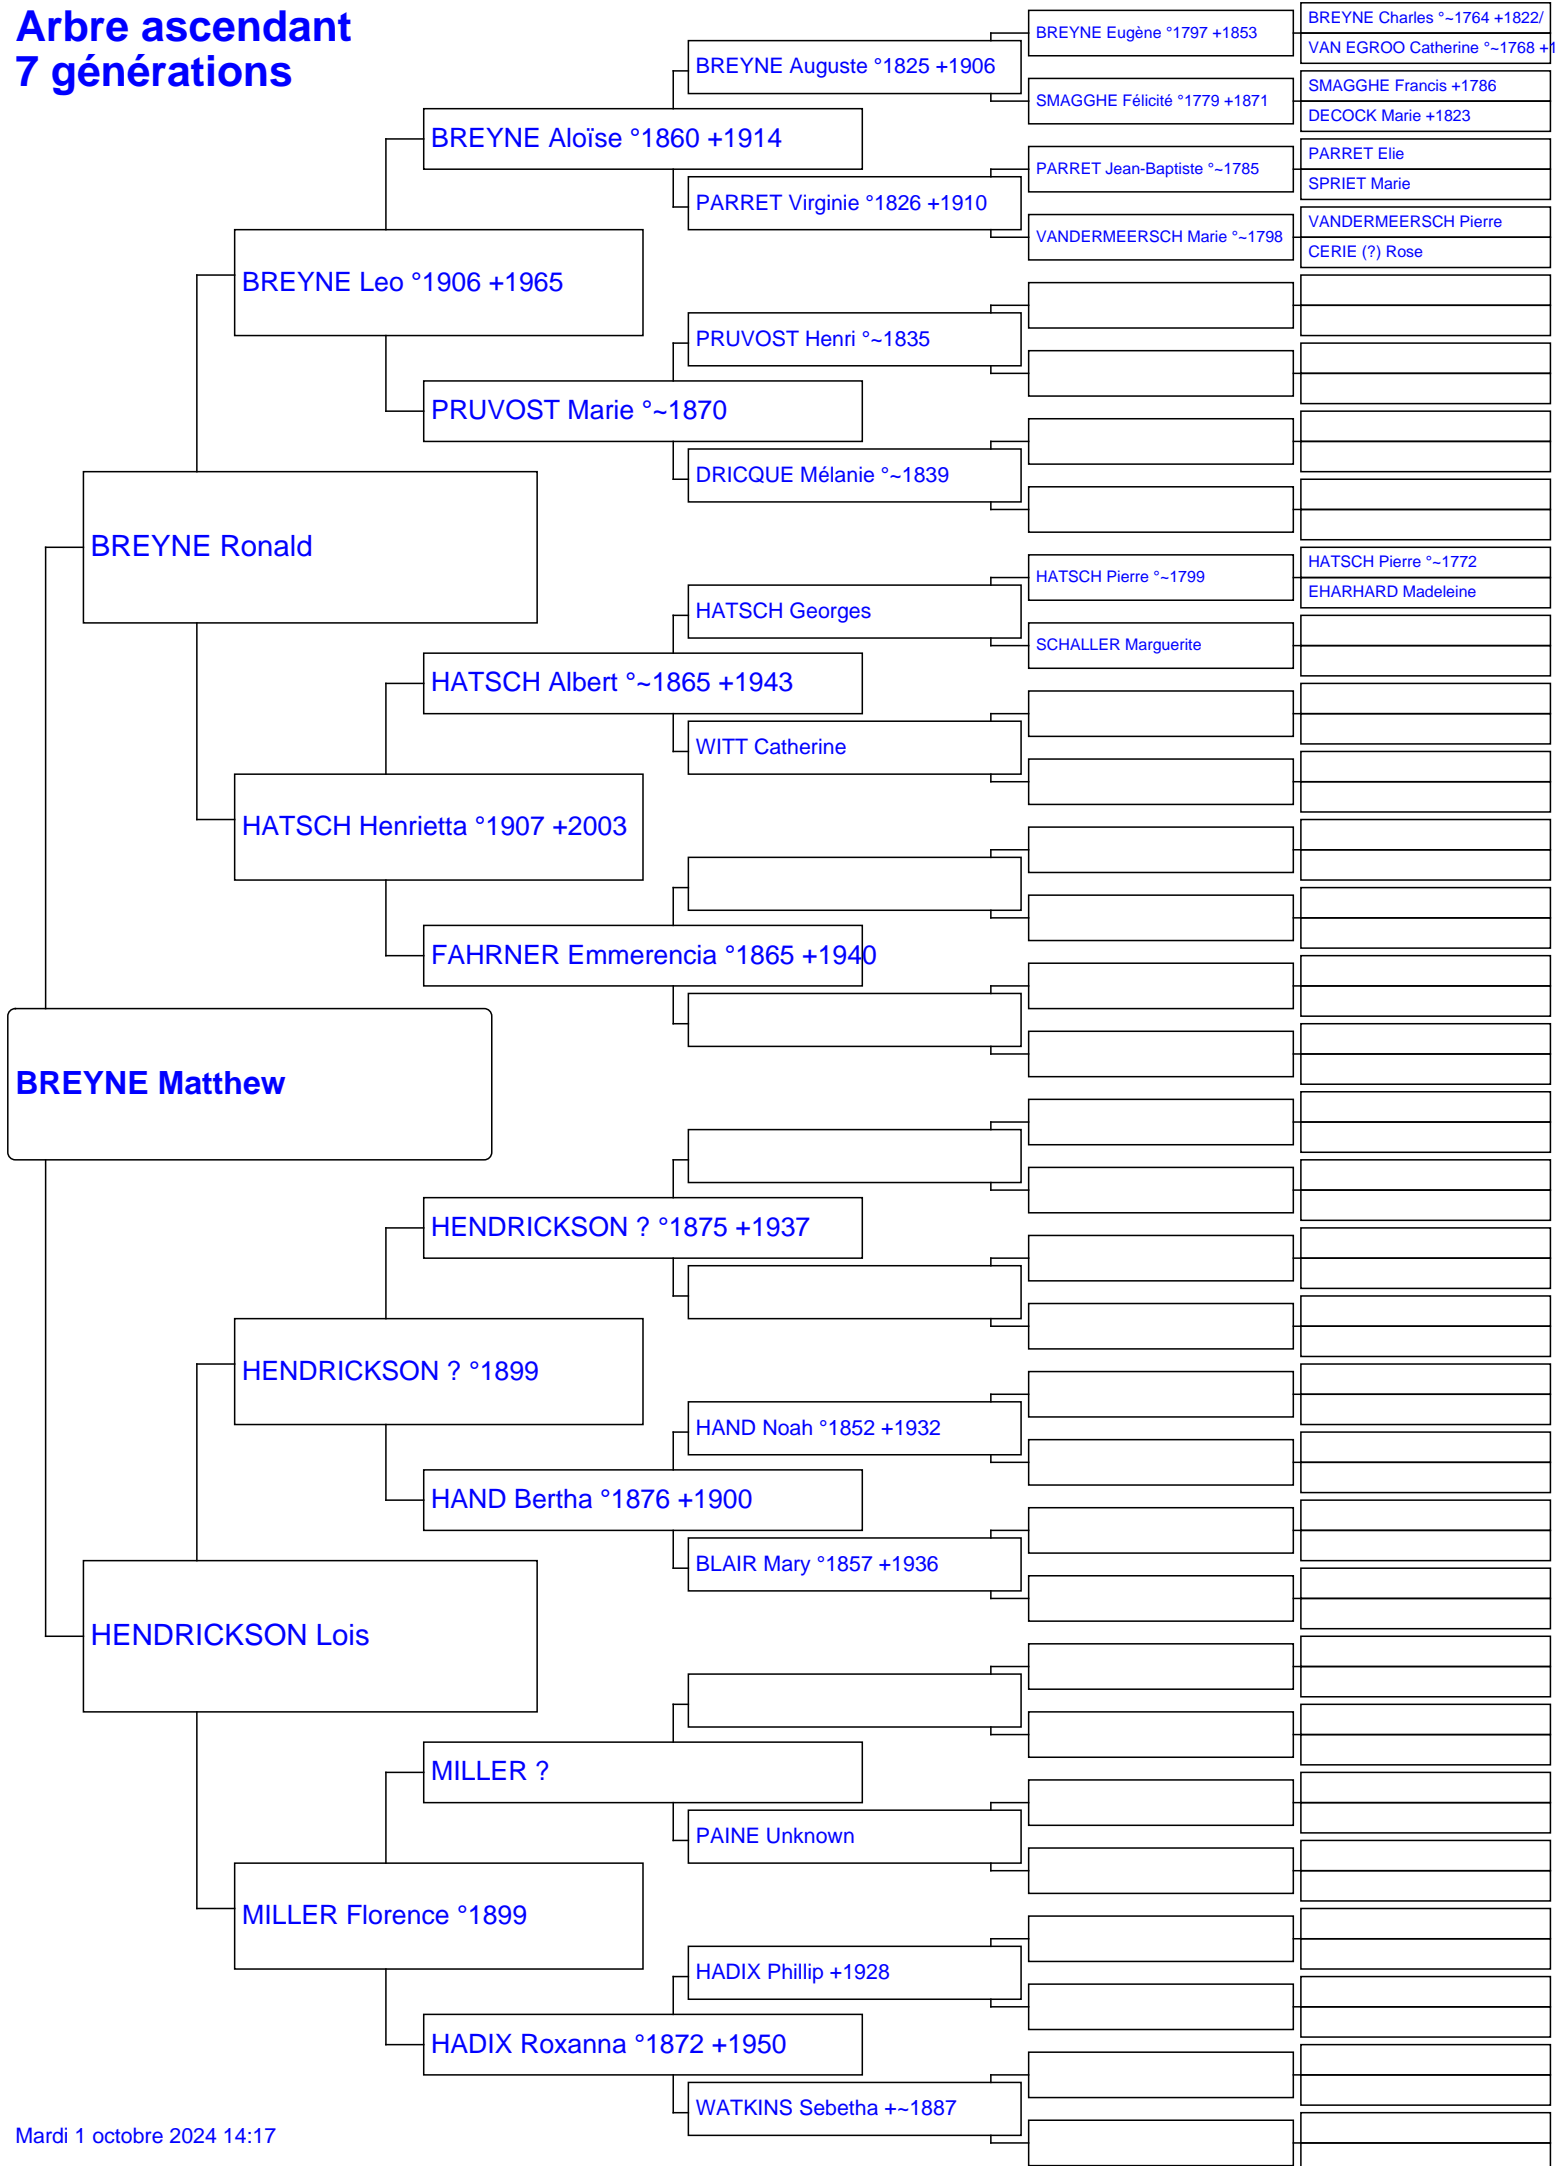 Arbre ascendant
7 générations
BREYNE Matthew
BREYNE Ronald
HENDRICKSON Lois
BREYNE Leo °1906 +1965
HATSCH Henrietta °1907 +2003
HENDRICKSON ? °1899
MILLER Florence °1899
BREYNE Aloïse °1860 +1914
PRUVOST Marie °~1870
HATSCH Albert °~1865 +1943
FAHRNER Emmerencia °1865 +1940
HENDRICKSON ? °1875 +1937
HAND Bertha °1876 +1900
MILLER ?
HADIX Roxanna °1872 +1950
BREYNE Auguste °1825 +1906
PARRET Virginie °1826 +1910
PRUVOST Henri °~1835
DRICQUE Mélanie °~1839
HATSCH Georges
WITT Catherine
HAND Noah °1852 +1932
BLAIR Mary °1857 +1936
PAINE Unknown
HADIX Phillip +1928
WATKINS Sebetha +~1887
BREYNE Eugène °1797 +1853
SMAGGHE Félicité °1779 +1871
PARRET Jean-Baptiste °~1785
VANDERMEERSCH Marie °~1798
HATSCH Pierre °~1799
SCHALLER Marguerite
BREYNE Charles °~1764 +1822/
VAN EGROO Catherine °~1768 +1
SMAGGHE Francis +1786
DECOCK Marie +1823
PARRET Elie
SPRIET Marie
VANDERMEERSCH Pierre
CERIE (?) Rose
HATSCH Pierre °~1772
EHARHARD Madeleine
Mardi 1 octobre 2024 14:17